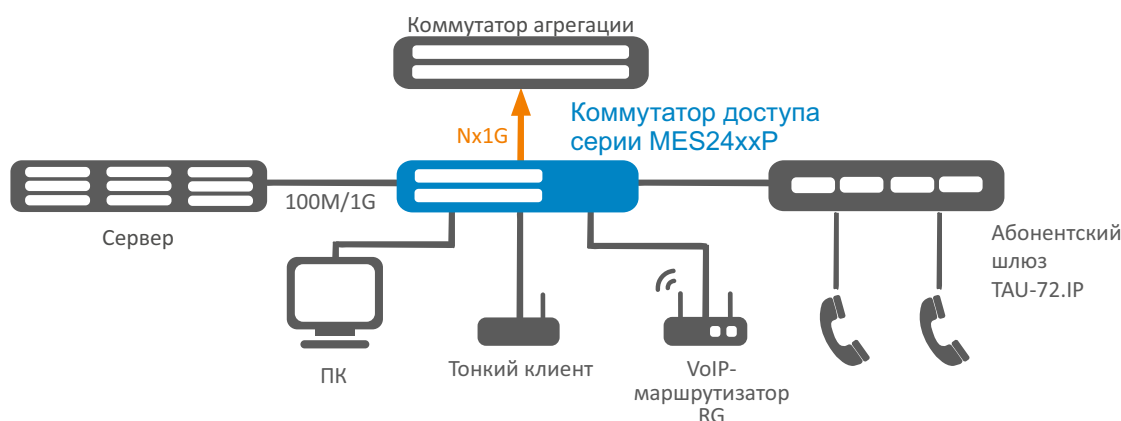 Коммутатор агрегации
Коммутатор доступа
серии MES24xxP
Nx1G
100M/1G
Сервер
Абонентский
шлюз
TAU-72.IP
ПК
Тонкий клиент
VoIP-
маршрутизатор
RG